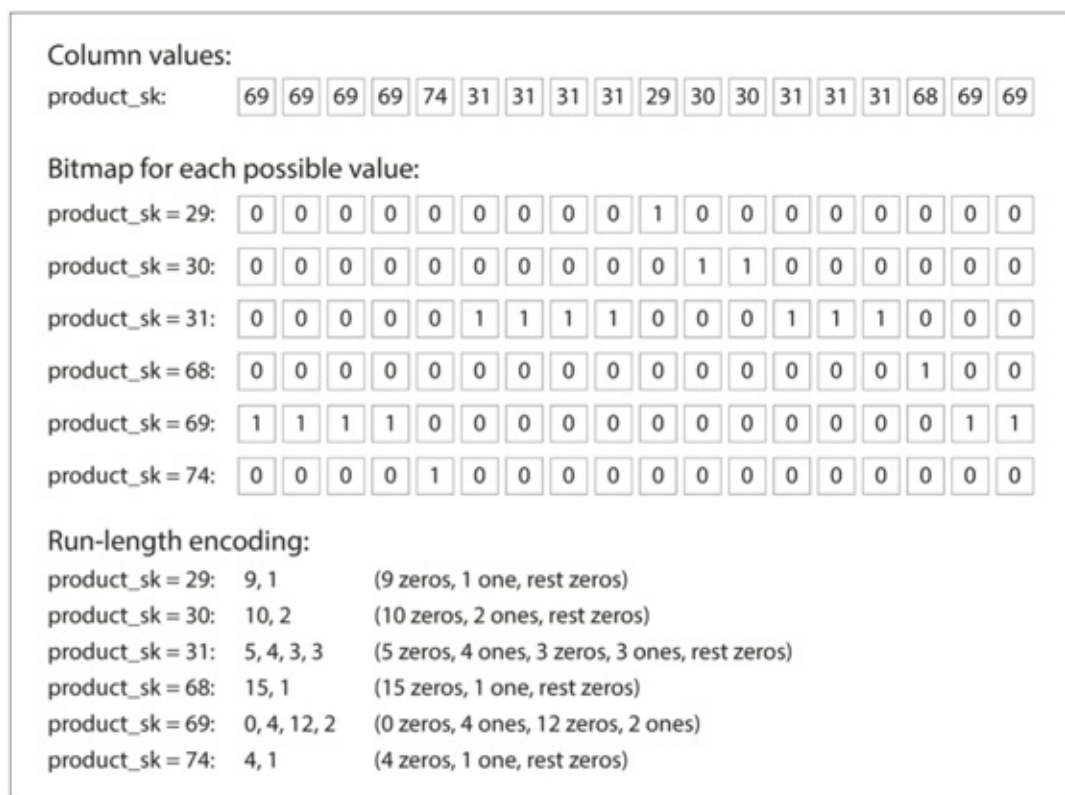 Column values:
product_sk: 69 69 69 69 74 31 31 31 31 29 30 30 31 31 31 68 69 69
Bitmap for each possible value:
product_sk = 29: 0 0 0 0 0 0 0 0 0 1 0 0 0 0 0 0 0 0
product_sk = 30: 0 0 0 0 0 0 0 0 0 0 1 1 0 0 0 0 0 0
product_sk = 31: 0 0 0 0 0 1 1 1 1 0 0 0 1 1 1 0 0 0
product_sk = 68: 0 0 0 0 0 0 0 0 0 0 0 0 0 0 0 1 0 0
product_sk = 69: 1 1 1 1 0 0 0 0 0 0 0 0 0 0 0 0 1 1
product_sk = 74: 0 0 0 0 1 0 0 0 0 0 0 0 0 0 0 0 0 0
Run-length encoding:
product_sk = 29: 9, 1 (9 zeros, 1 one, rest zeros)
product_sk = 30: 10, 2 (10 zeros, 2 ones, rest zeros)
product_sk = 31: 5, 4, 3, 3 (5 zeros, 4 ones, 3 zeros, 3 ones, rest zeros)
product_sk = 68: 15, 1 (15 zeros, 1 one, rest zeros)
product_sk = 69: 0, 4, 12, 2 (0 zeros, 4 ones, 12 zeros, 2 ones)
product_sk = 74: 4, 1 (4 zeros, 1 one, rest zeros)